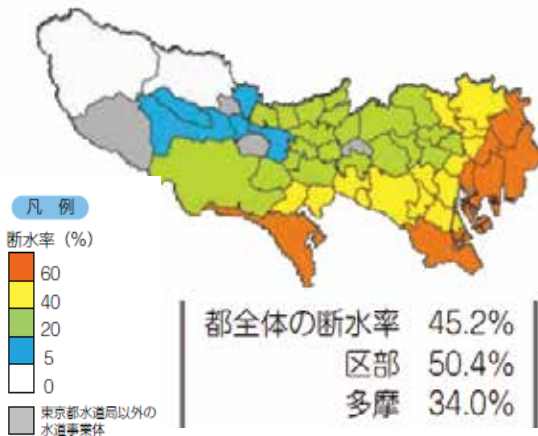 凡 例
断水率 (%)
60
40
20
5
0
東京都水道局以外の
水道事業体
都全体の断水率 45.2%
区部 50.4%
多摩 34.0%